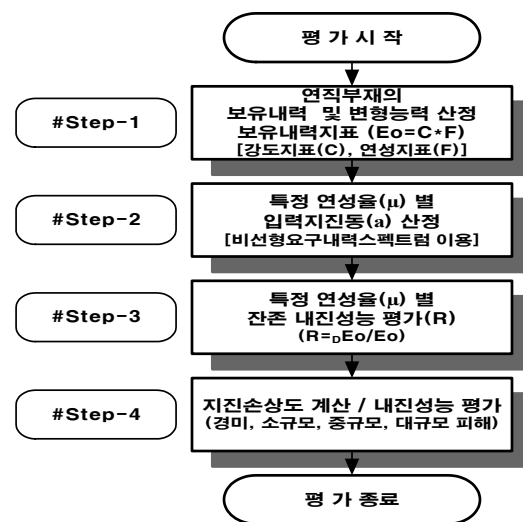 평 가 시 작
#Step-1
연직부재의
보유내력 및 변형능력 산정
보유내력지표 (Eo=C*F)
[강도지표(C), 연성지표(F)]
#Step-2
특정 연성율(μ) 별
입력지진동(a) 산정
[비선형요구내력스펙트럼 이용]
#Step-3
특정 연성율(μ) 별
잔존 내진성능 평가(R)
(R=DEo/Eo)
#Step-4
지진손상도 계산 / 내진성능 평가
(경미, 소규모, 중규모, 대규모 피해)
평 가 종료